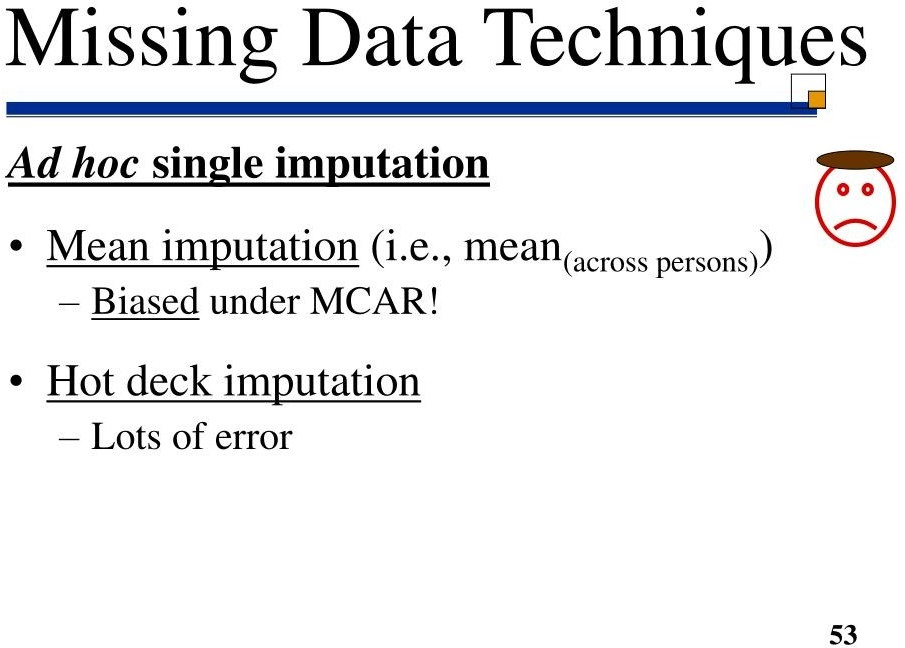 Missing Data Techniques
Ad hoc single imputation
• Mean imputation (i.e., mean(across persons))
– Biased under MCAR!
• Hot deck imputation
– Lots of error
53